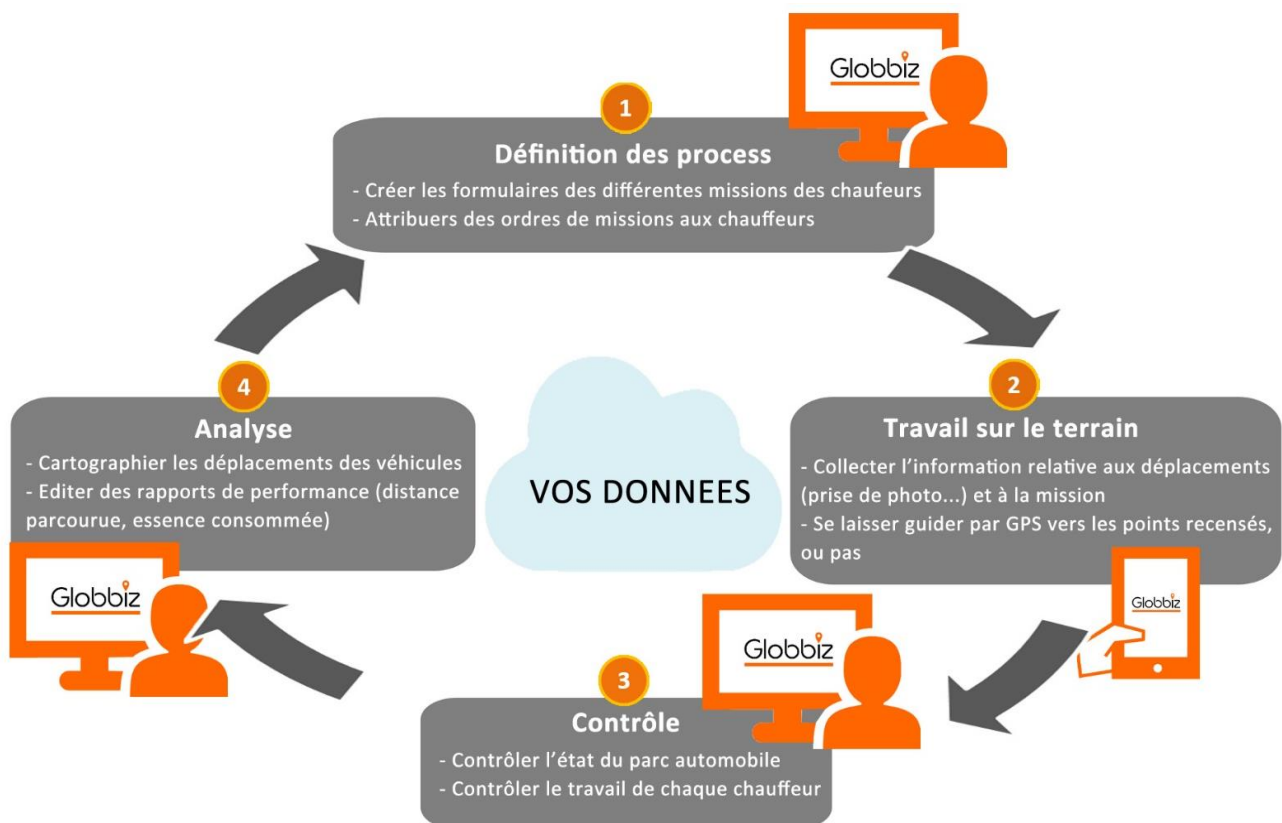 Globbiz
1
Définition des process
- Créer les formulaires des différentes missions des chaufeurs
- Attribuers des ordres de missions aux chauffeurs
2
Travail sur le terrain
- Collecter l’information relative aux déplacements
(prise de photo...) et à la mission
- Se laisser guider par GPS vers les points recensés,
ou pas
Globbiz
VOS DONNEES
3
Contrôle
- Contrôler l’état du parc automobile
- Contrôler le travail de chaque chauffeur
Globbiz
4
Analyse
- Cartographier les déplacements des véhicules
- Editer des rapports de performance (distance
parcourue, essence consommée)
Globbiz